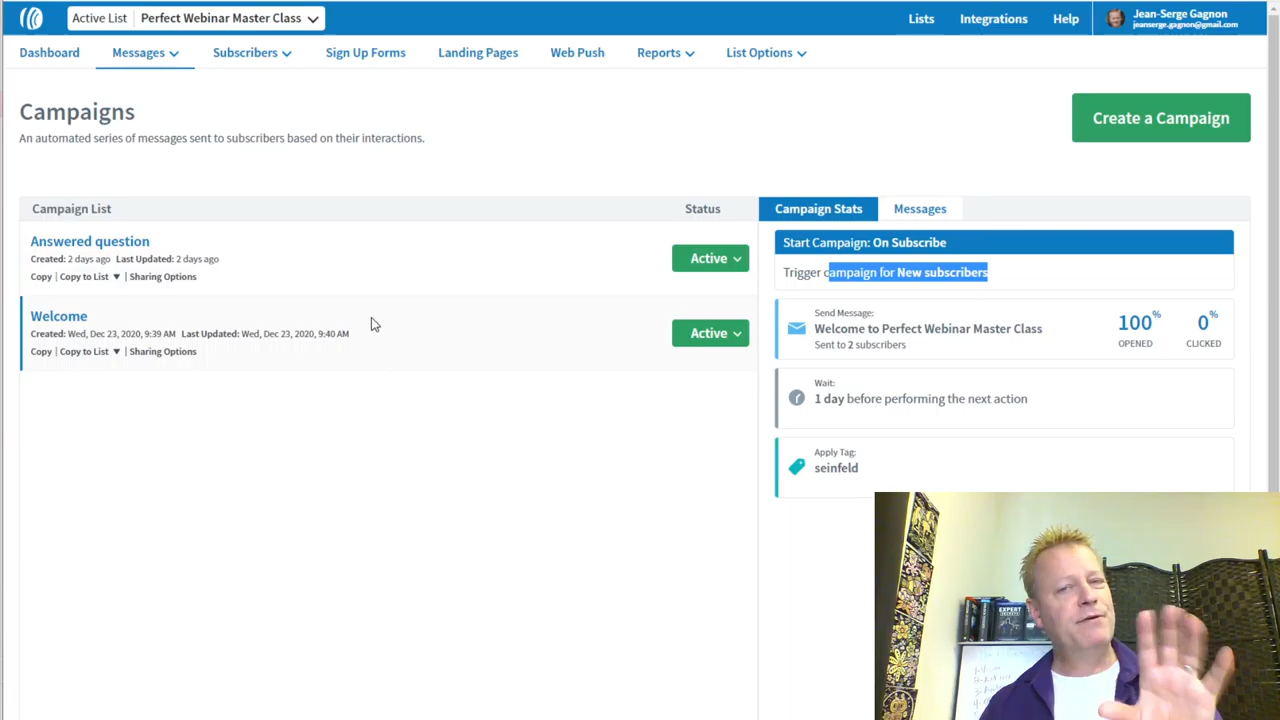 Active List Perfect Webinar Master Class
Lists Integrations Help Jean-Serge Gagnon
jeanserge.gagnon@gmail.com
Dashboard Messages Subscribers Sign Up Forms Landing Pages Web Push Reports List Options
Campaigns
An automated series of messages sent to subscribers based on their interactions.
Create a Campaign
Campaign List Status
Campaign Stats Messages
Answered question
Created: 2 days ago Last Updated: 2 days ago
Copy | Copy to List ▼ | Sharing Options
Active
Welcome
Created: Wed, Dec 23, 2020, 9:39 AM Last Updated: Wed, Dec 23, 2020, 9:40 AM
Copy | Copy to List ▼ | Sharing Options
Active
Start Campaign: On Subscribe
Trigger campaign for New subscribers
Send Message:
Welcome to Perfect Webinar Master Class
Sent to 2 subscribers
100%
OPENED
0%
CLICKED
Wait:
1 day before performing the next action
Apply Tag:
seinfeld
EXPERT